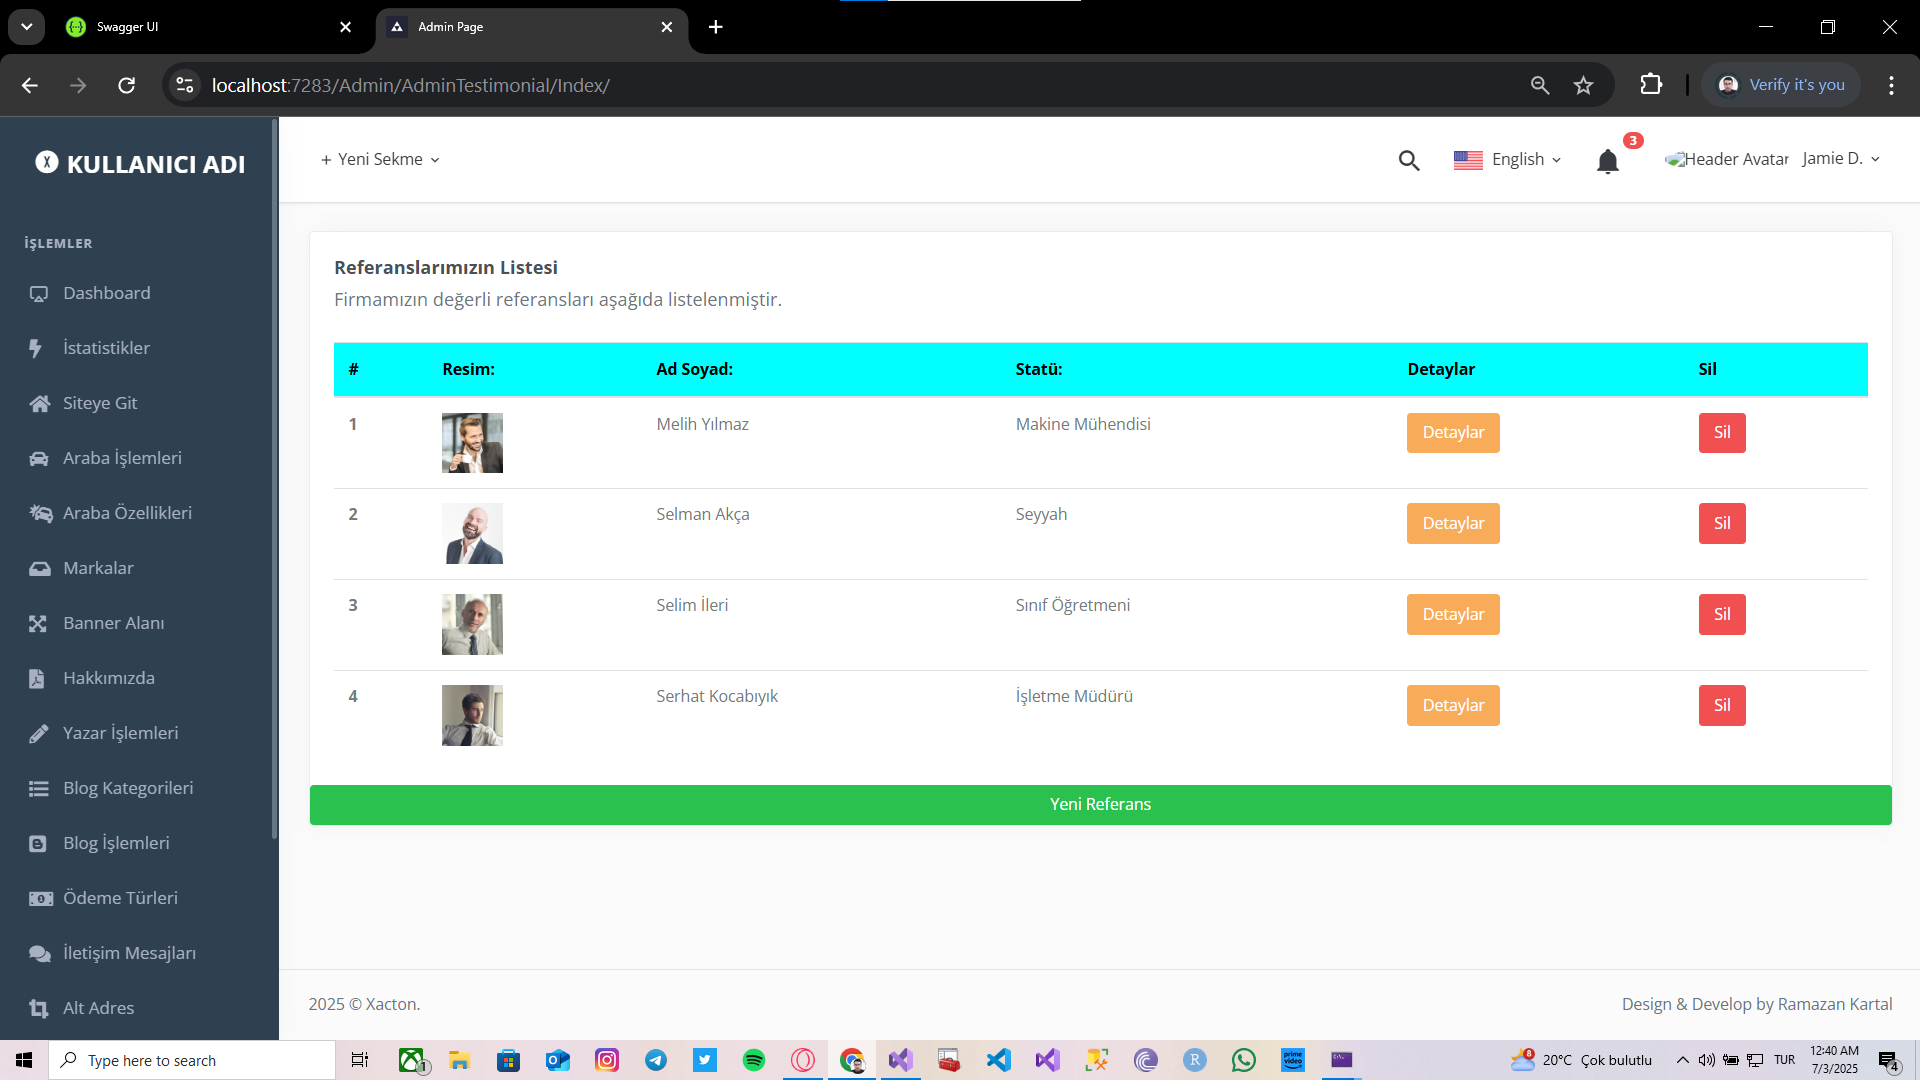 Swagger UI
Admin Page
localhost:7283/Admin/AdminTestimonial/Index/
Verify it's you
X KULLANICI ADI
+ Yeni Sekme
English
3
Header Avatar
Jamie D.
İŞLEMLER
Dashboard
İstatistikler
Siteye Git
Araba İşlemleri
Araba Özellikleri
Markalar
Banner Alanı
Hakkımızda
Yazar İşlemleri
Blog Kategorileri
Blog İşlemleri
Ödeme Türleri
İletişim Mesajları
Alt Adres
Referanslarımızın Listesi
Firmamızın değerli referansları aşağıda listelenmiştir.
# Resim: Ad Soyad: Statü: Detaylar Sil
1 Melih Yılmaz Makine Mühendisi Detaylar Sil
2 Selman Akça Seyyah Detaylar Sil
3 Selim İleri Sınıf Öğretmeni Detaylar Sil
4 Serhat Kocabıyık İşletme Müdürü Detaylar Sil
Yeni Referans
2025 © Xacton.
Design & Develop by Ramazan Kartal
Type here to search
1
prime video
8
20°C Çok bulutlu
TUR
12:40 AM
7/3/2025
4